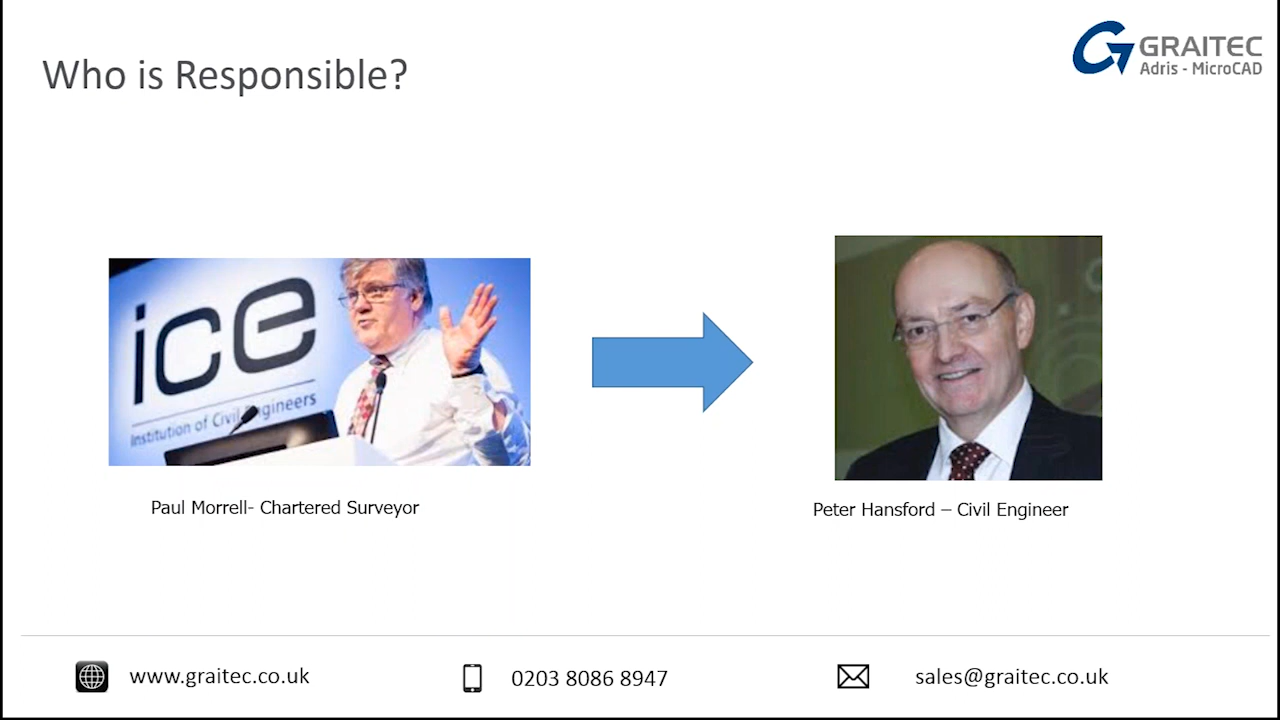 Who is Responsible?
GRAITEC
Adris - MicroCAD
ice
Institution of Civil Engineers
Paul Morrell- Chartered Surveyor
Peter Hansford – Civil Engineer
www.graitec.co.uk
0203 8086 8947
sales@graitec.co.uk